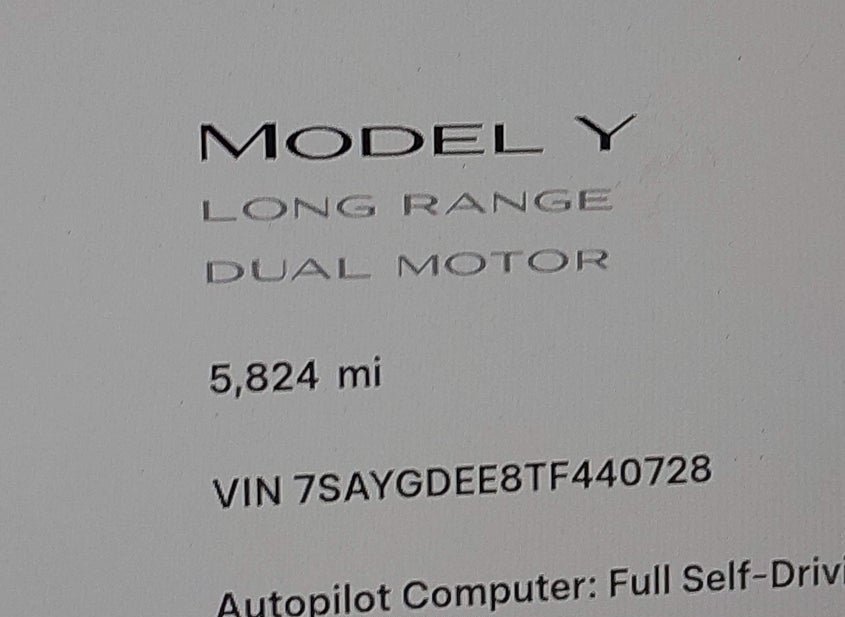 MODEL Y
LONG RANGE
DUAL MOTOR
5,824 mi
VIN 7SAYGDEE8TF440728
Autopilot Computer: Full Self-Drivi